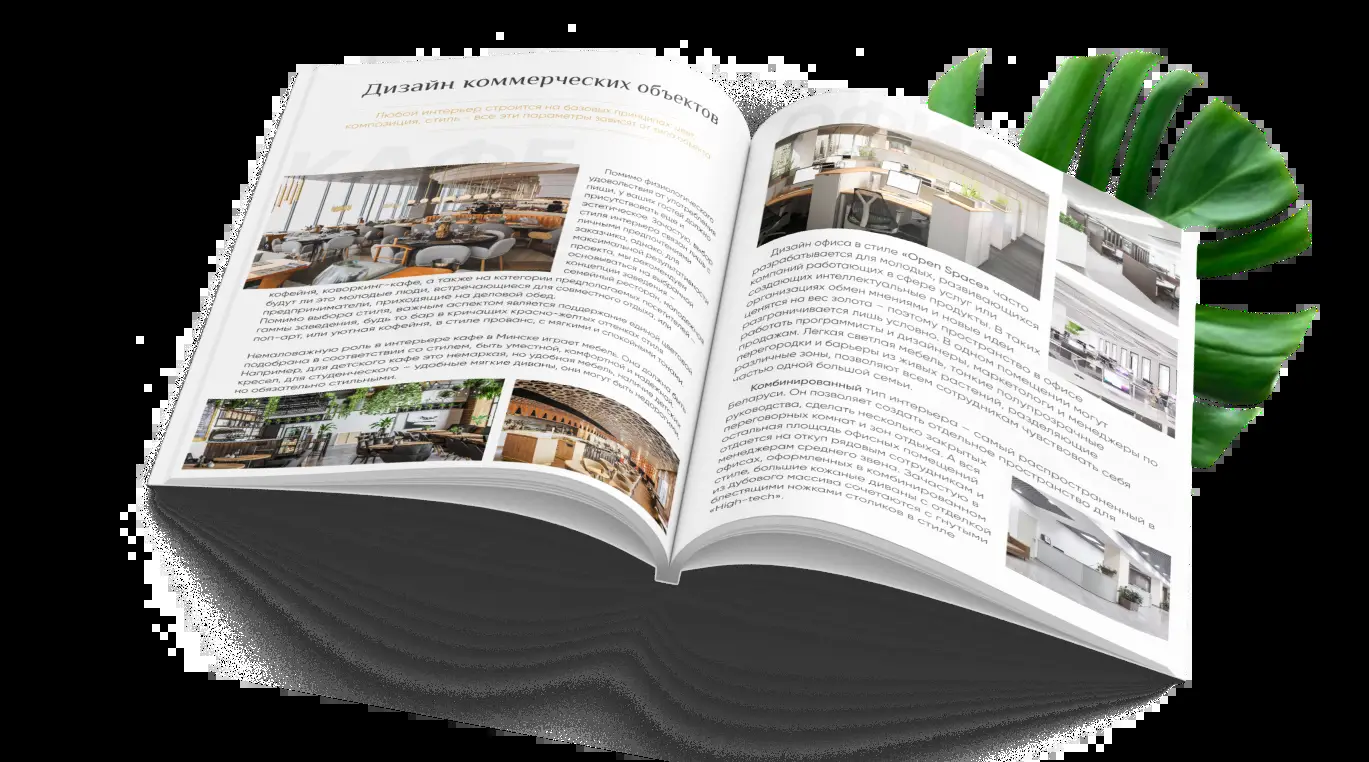 Дизайн коммерческих объектов
Любой интерьер строится на базовых принципах: цвет,
композиция, стиль – все эти параметры зависят от типа объекта
КАФЕ
Помимо физиологического
удовольствия от употребления
пищи, у ваших гостей должно
присутствовать еще и
эстетическое. Зачастую, выбор
стиля интерьера связан лишь с
личными предпочтениями
заказчика, однако, для
максимальной результативности
проекта, мы рекомендуем
основываться на выбранной
концепции заведения:
семейный ресторан,
кофейня, коворкинг-кафе, а также на категории предполагаемых посетителей:
будут ли это молодые люди, встречающиеся для совместного отдыха, или
предприниматели, приходящие на деловой обед.
Помимо выбора стиля, важным аспектом является поддержание единой цветовой
гаммы заведения, будь то бар в кричащих красно-желтых оттенках стиля
поп-арт, или уютная кофейня, в стиле прованс, с мягкими и спокойными тонами.
Немаловажную роль в интерьере кафе в Минске играет мебель. Она должна быть
подобрана в соответствии со стилем, быть уместной, комфортной и надежной.
Например, для детского кафе это немаркая, но удобная мебель, наличие детских
кресел, для студенческого – удобные мягкие диваны, они могут быть недорогими,
но обязательно стильными.
Дизайн офиса в стиле «Open Space» часто
разрабатывается для молодых, развивающихся
компаний работающих в сфере услуг или
создающих интеллектуальные продукты. В таких
организациях обмен мнениями и новые идеи
ценятся на вес золота – поэтому пространство в офисе
разграничивается лишь условно. В одном помещении могут
работать программисты и дизайнеры, маркетологи и менеджеры по
продажам. Легкая светлая мебель, тонкие полупрозрачные
перегородки и барьеры из живых растений, разделяющие
различные зоны, позволяют всем сотрудникам чувствовать себя
частью одной большой семьи.
Комбинированный тип интерьера – самый распространенный в
Беларуси. Он позволяет создать отдельное пространство для
руководства, сделать несколько закрытых
переговорных комнат и зон отдыха. А вся
остальная площадь офисных помещений
отдается на откуп рядовым сотрудникам и
менеджерам среднего звена. Зачастую в
офисах, оформленных в комбинированном
стиле, большие кожаные диваны с отделкой
из дубового массива сочетаются с гнутыми
блестящими ножками столиков в стиле
«High-tech».